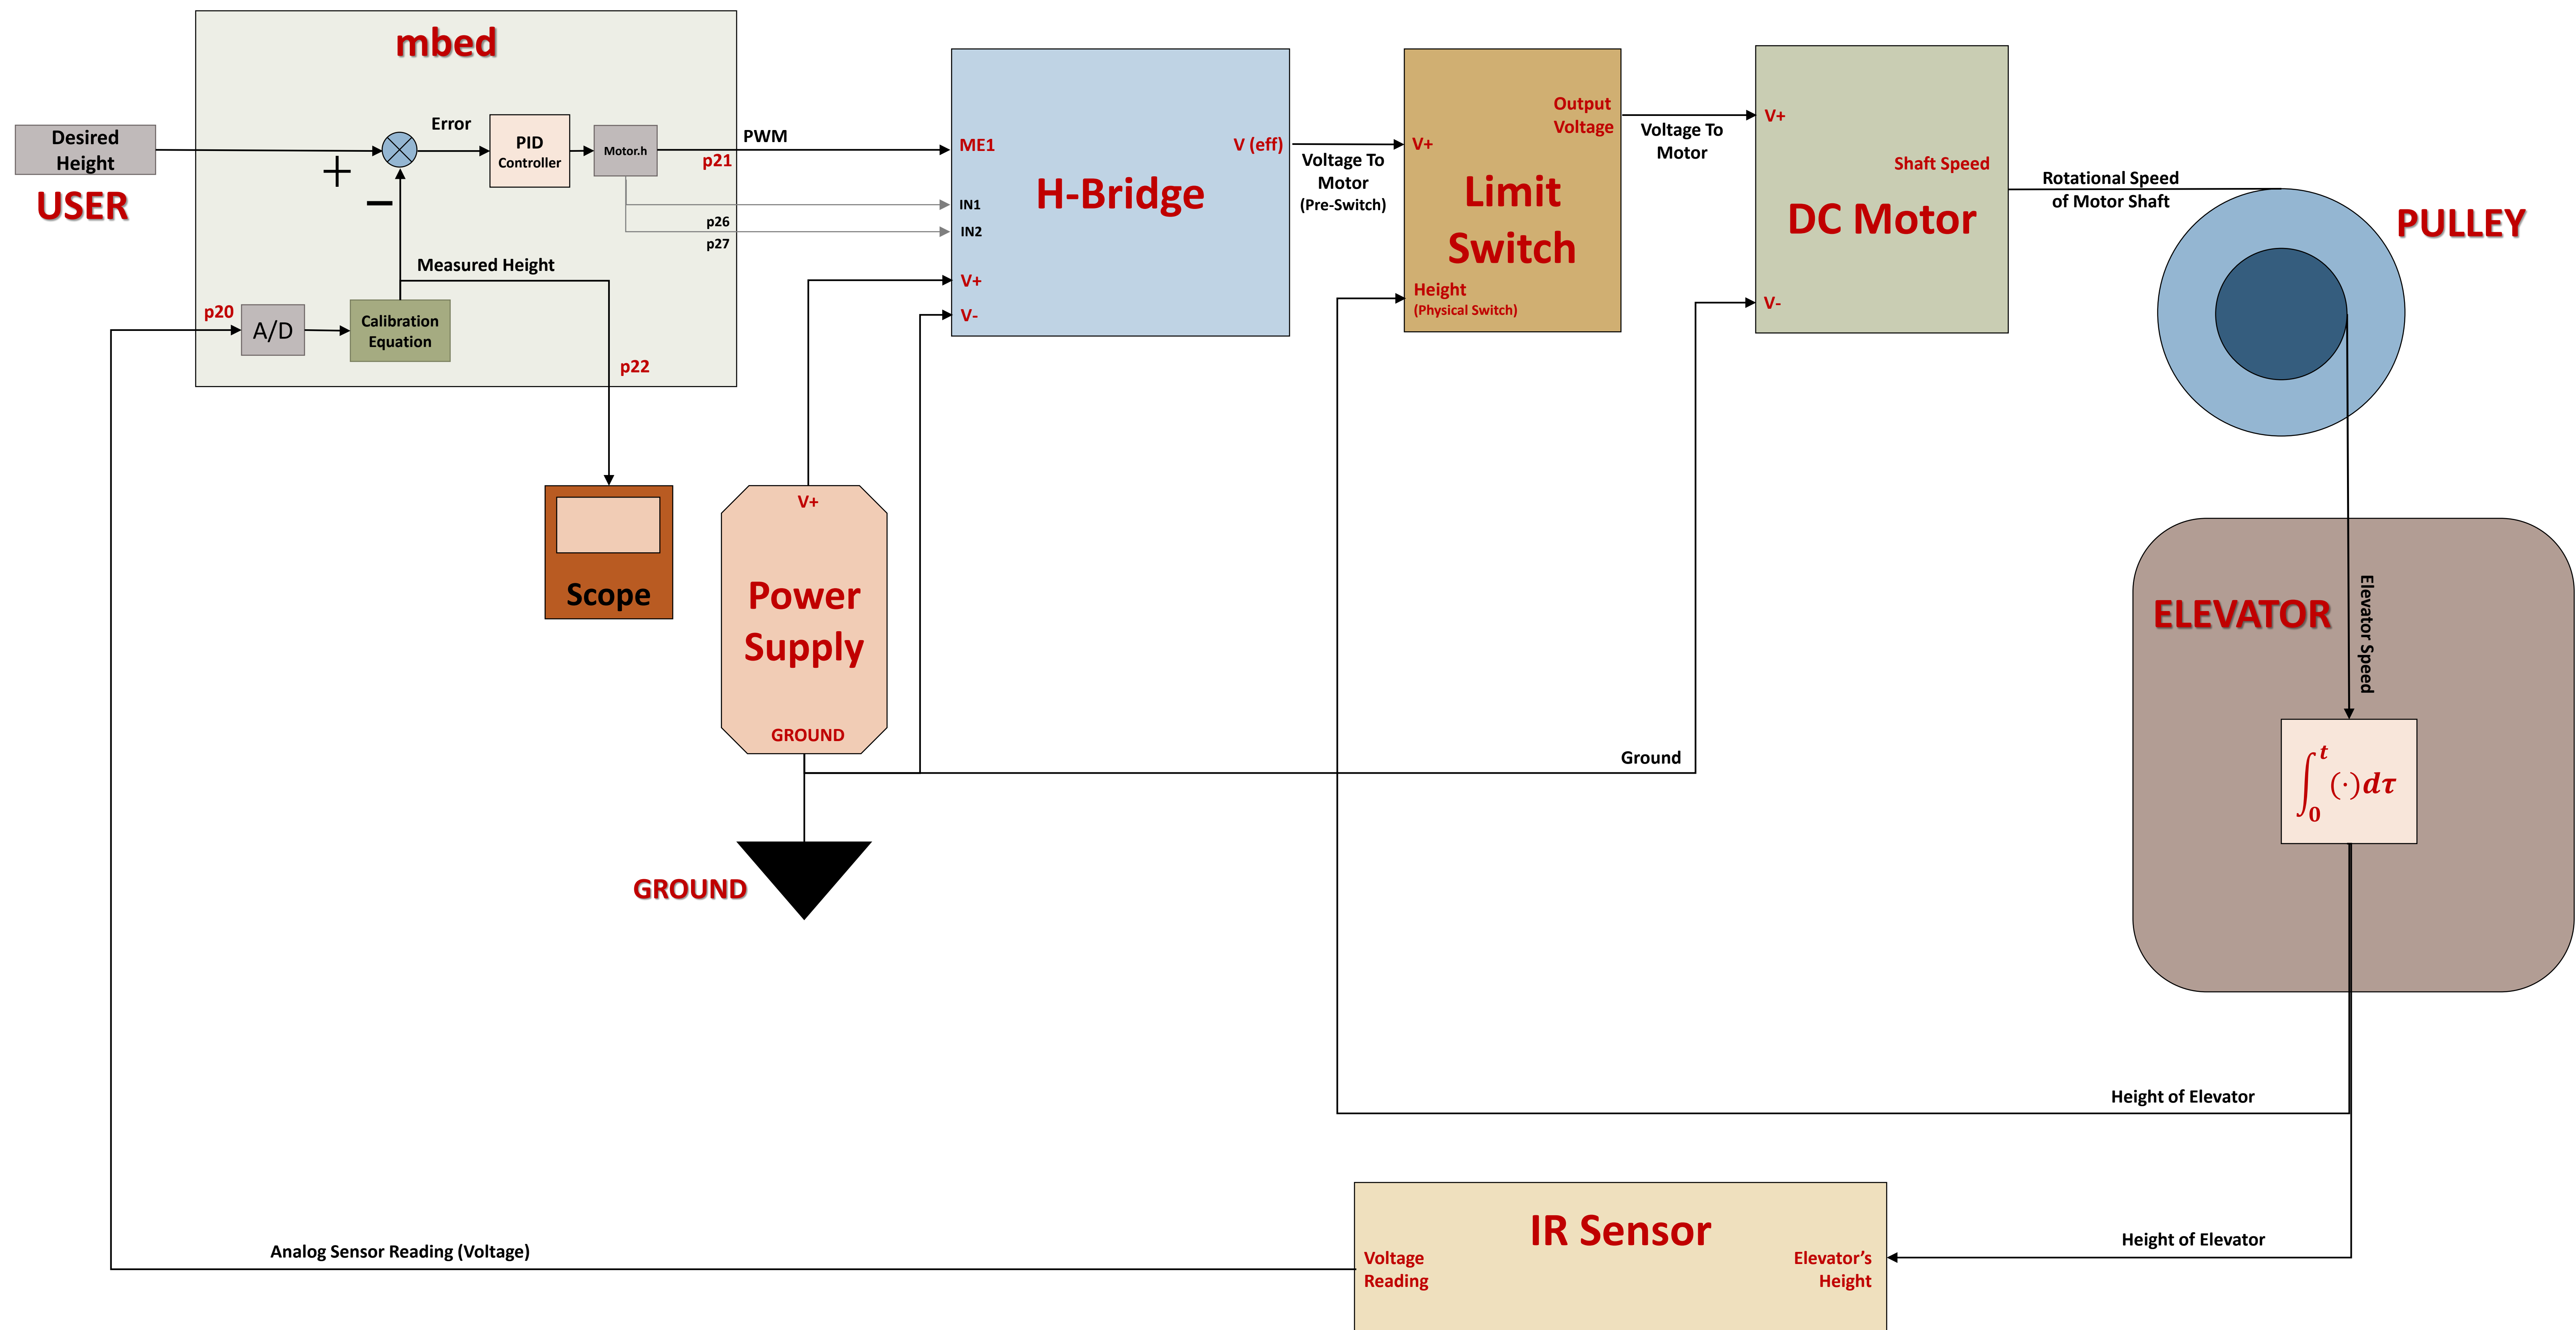 mbed
Desired
Height
USER
+
−
Error
PID
Controller
Motor.h
PWM
p21
p26
p27
Measured Height
p20
A/D
Calibration
Equation
p22
Scope
ME1
IN1
IN2
V+
V-
H-Bridge
V (eff)
Voltage To
Motor
(Pre-Switch)
V+
Output
Voltage
Limit
Switch
Height
(Physical Switch)
Voltage To
Motor
V+
Shaft Speed
DC Motor
V-
Rotational Speed
of Motor Shaft
PULLEY
V+
Power
Supply
GROUND
GROUND
Ground
ELEVATOR
Elevator Speed
∫₀ᵗ(·)dτ
Height of Elevator
Height of Elevator
IR Sensor
Voltage
Reading
Elevator’s
Height
Analog Sensor Reading (Voltage)